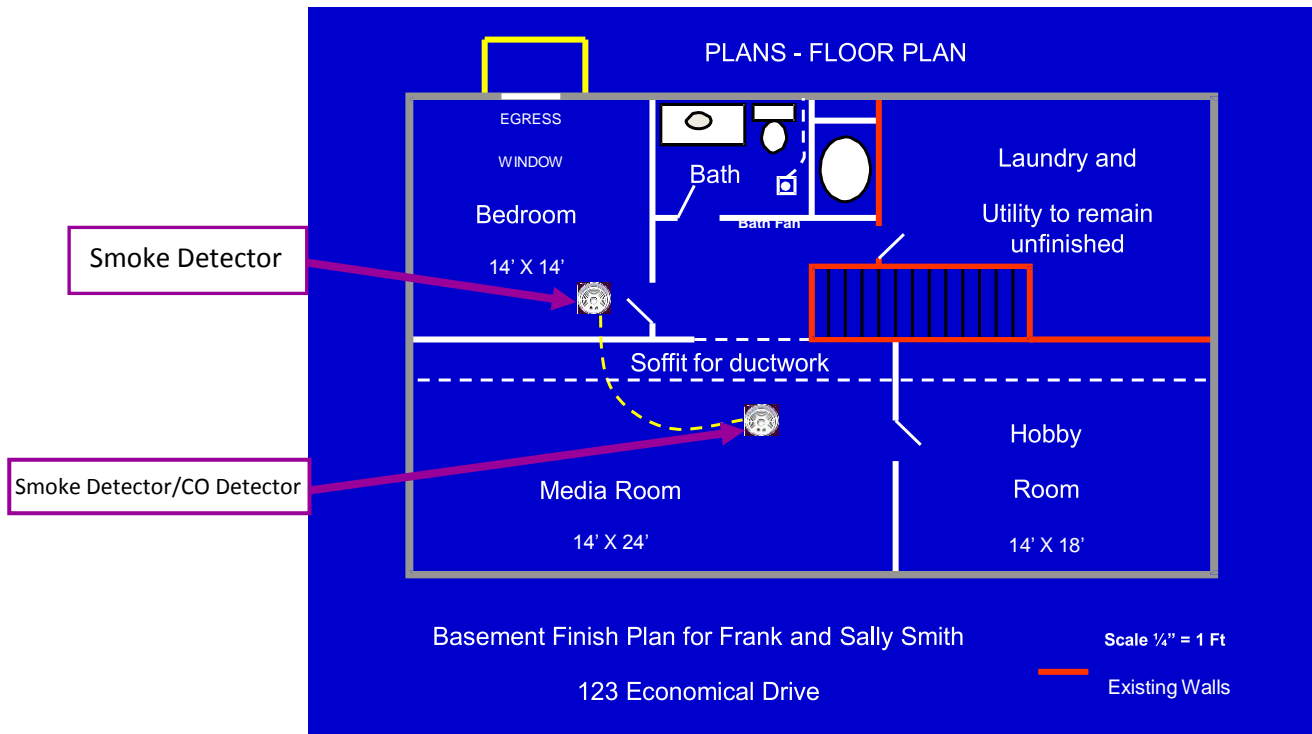 PLANS - FLOOR PLAN
EGRESS
WINDOW
Bedroom
14’ X 14’
Bath
Bath Fan
Laundry and
Utility to remain
unfinished
Smoke Detector
Soffit for ductwork
Smoke Detector/CO Detector
Media Room
14’ X 24’
Hobby
Room
14’ X 18’
Basement Finish Plan for Frank and Sally Smith
123 Economical Drive
Scale ¼” = 1 Ft
Existing Walls